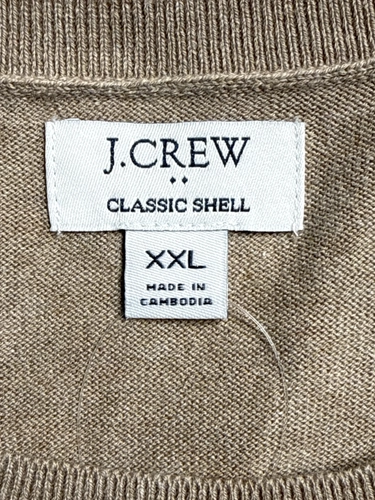 J.CREW
CLASSIC SHELL
XXL
MADE IN
CAMBODIA